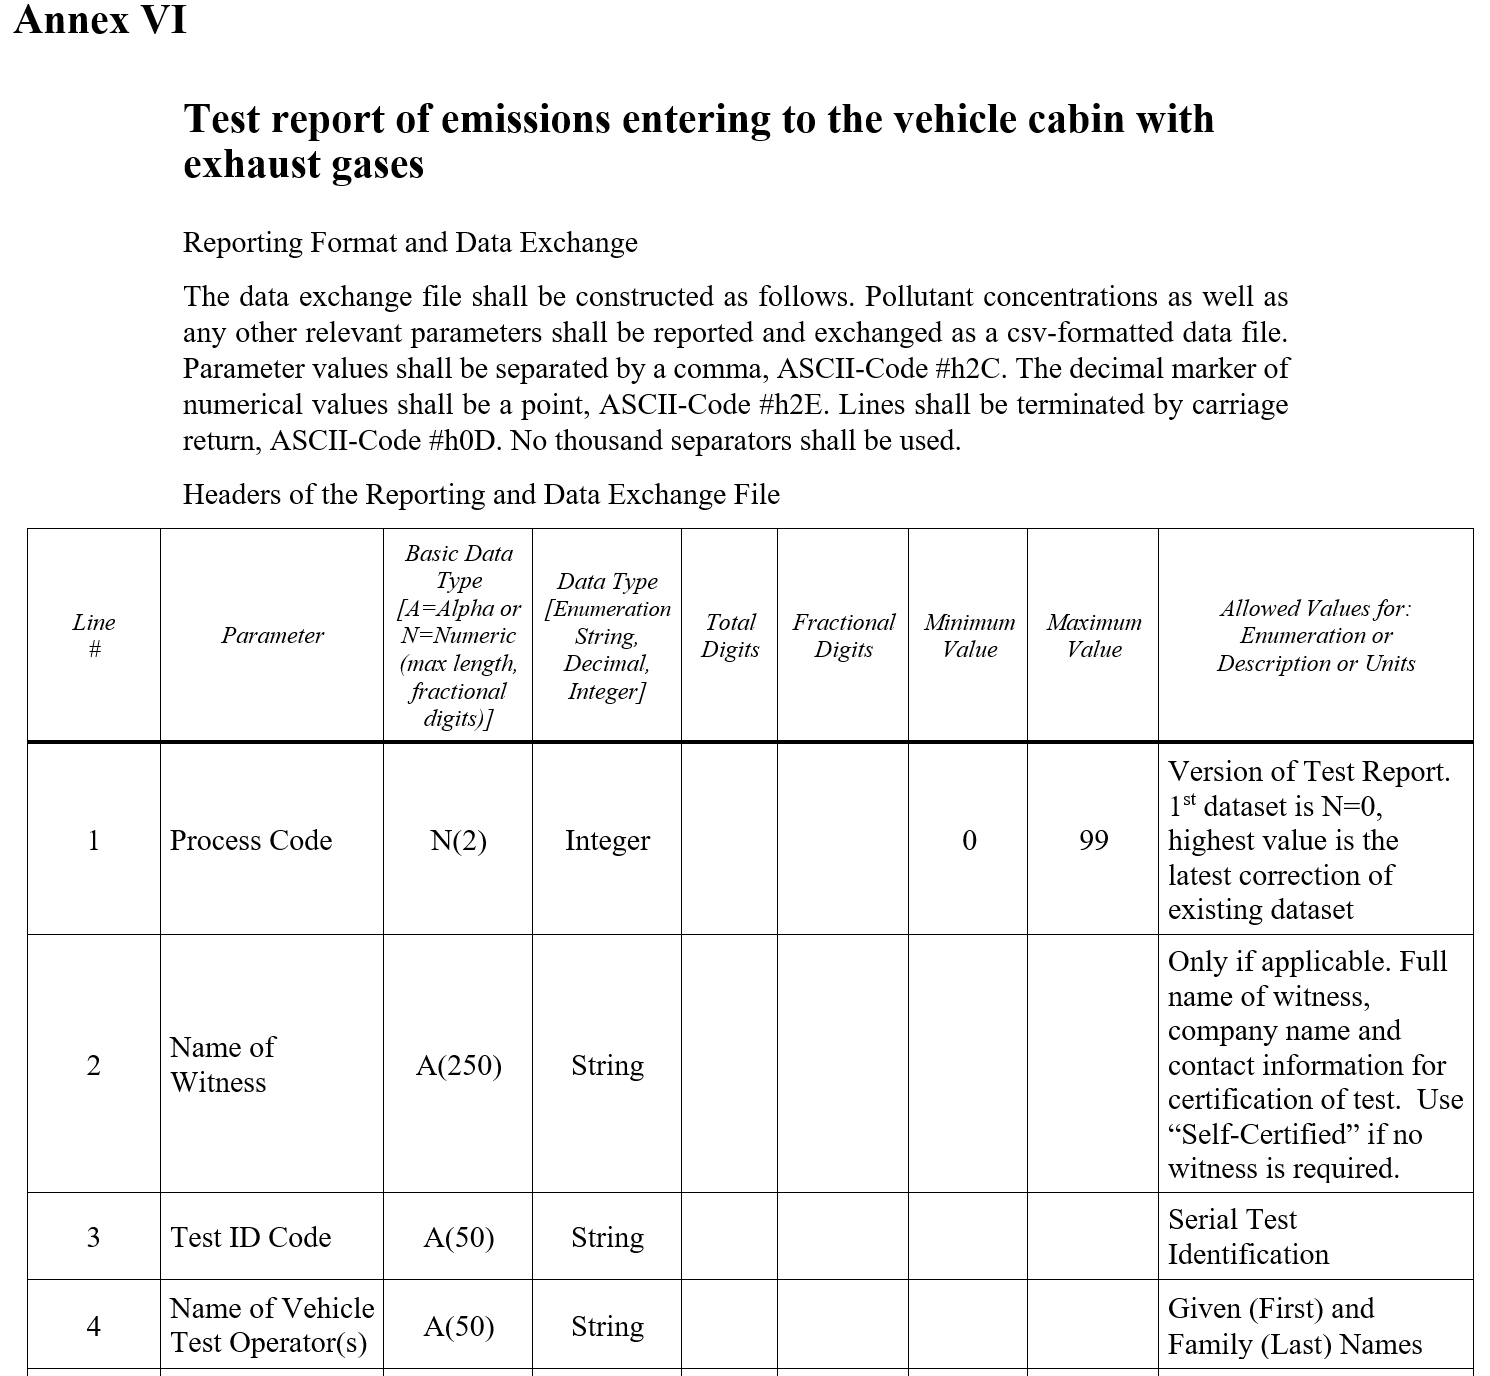 Annex VI
Test report of emissions entering to the vehicle cabin with
exhaust gases
Reporting Format and Data Exchange
The data exchange file shall be constructed as follows. Pollutant concentrations as well as
any other relevant parameters shall be reported and exchanged as a csv-formatted data file.
Parameter values shall be separated by a comma, ASCII-Code #h2C. The decimal marker of
numerical values shall be a point, ASCII-Code #h2E. Lines shall be terminated by carriage
return, ASCII-Code #h0D. No thousand separators shall be used.
Headers of the Reporting and Data Exchange File
Line
#
Parameter
Basic Data
Type
[A=Alpha or
N=Numeric
(max length,
fractional
digits)]
Data Type
[Enumeration
String,
Decimal,
Integer]
Total
Digits
Fractional
Digits
Minimum
Value
Maximum
Value
Allowed Values for:
Enumeration or
Description or Units
1
Process Code
N(2)
Integer
0
99
Version of Test Report.
1st dataset is N=0,
highest value is the
latest correction of
existing dataset
2
Name of
Witness
A(250)
String
Only if applicable. Full
name of witness,
company name and
contact information for
certification of test.  Use
“Self-Certified” if no
witness is required.
3
Test ID Code
A(50)
String
Serial Test
Identification
4
Name of Vehicle
Test Operator(s)
A(50)
String
Given (First) and
Family (Last) Names